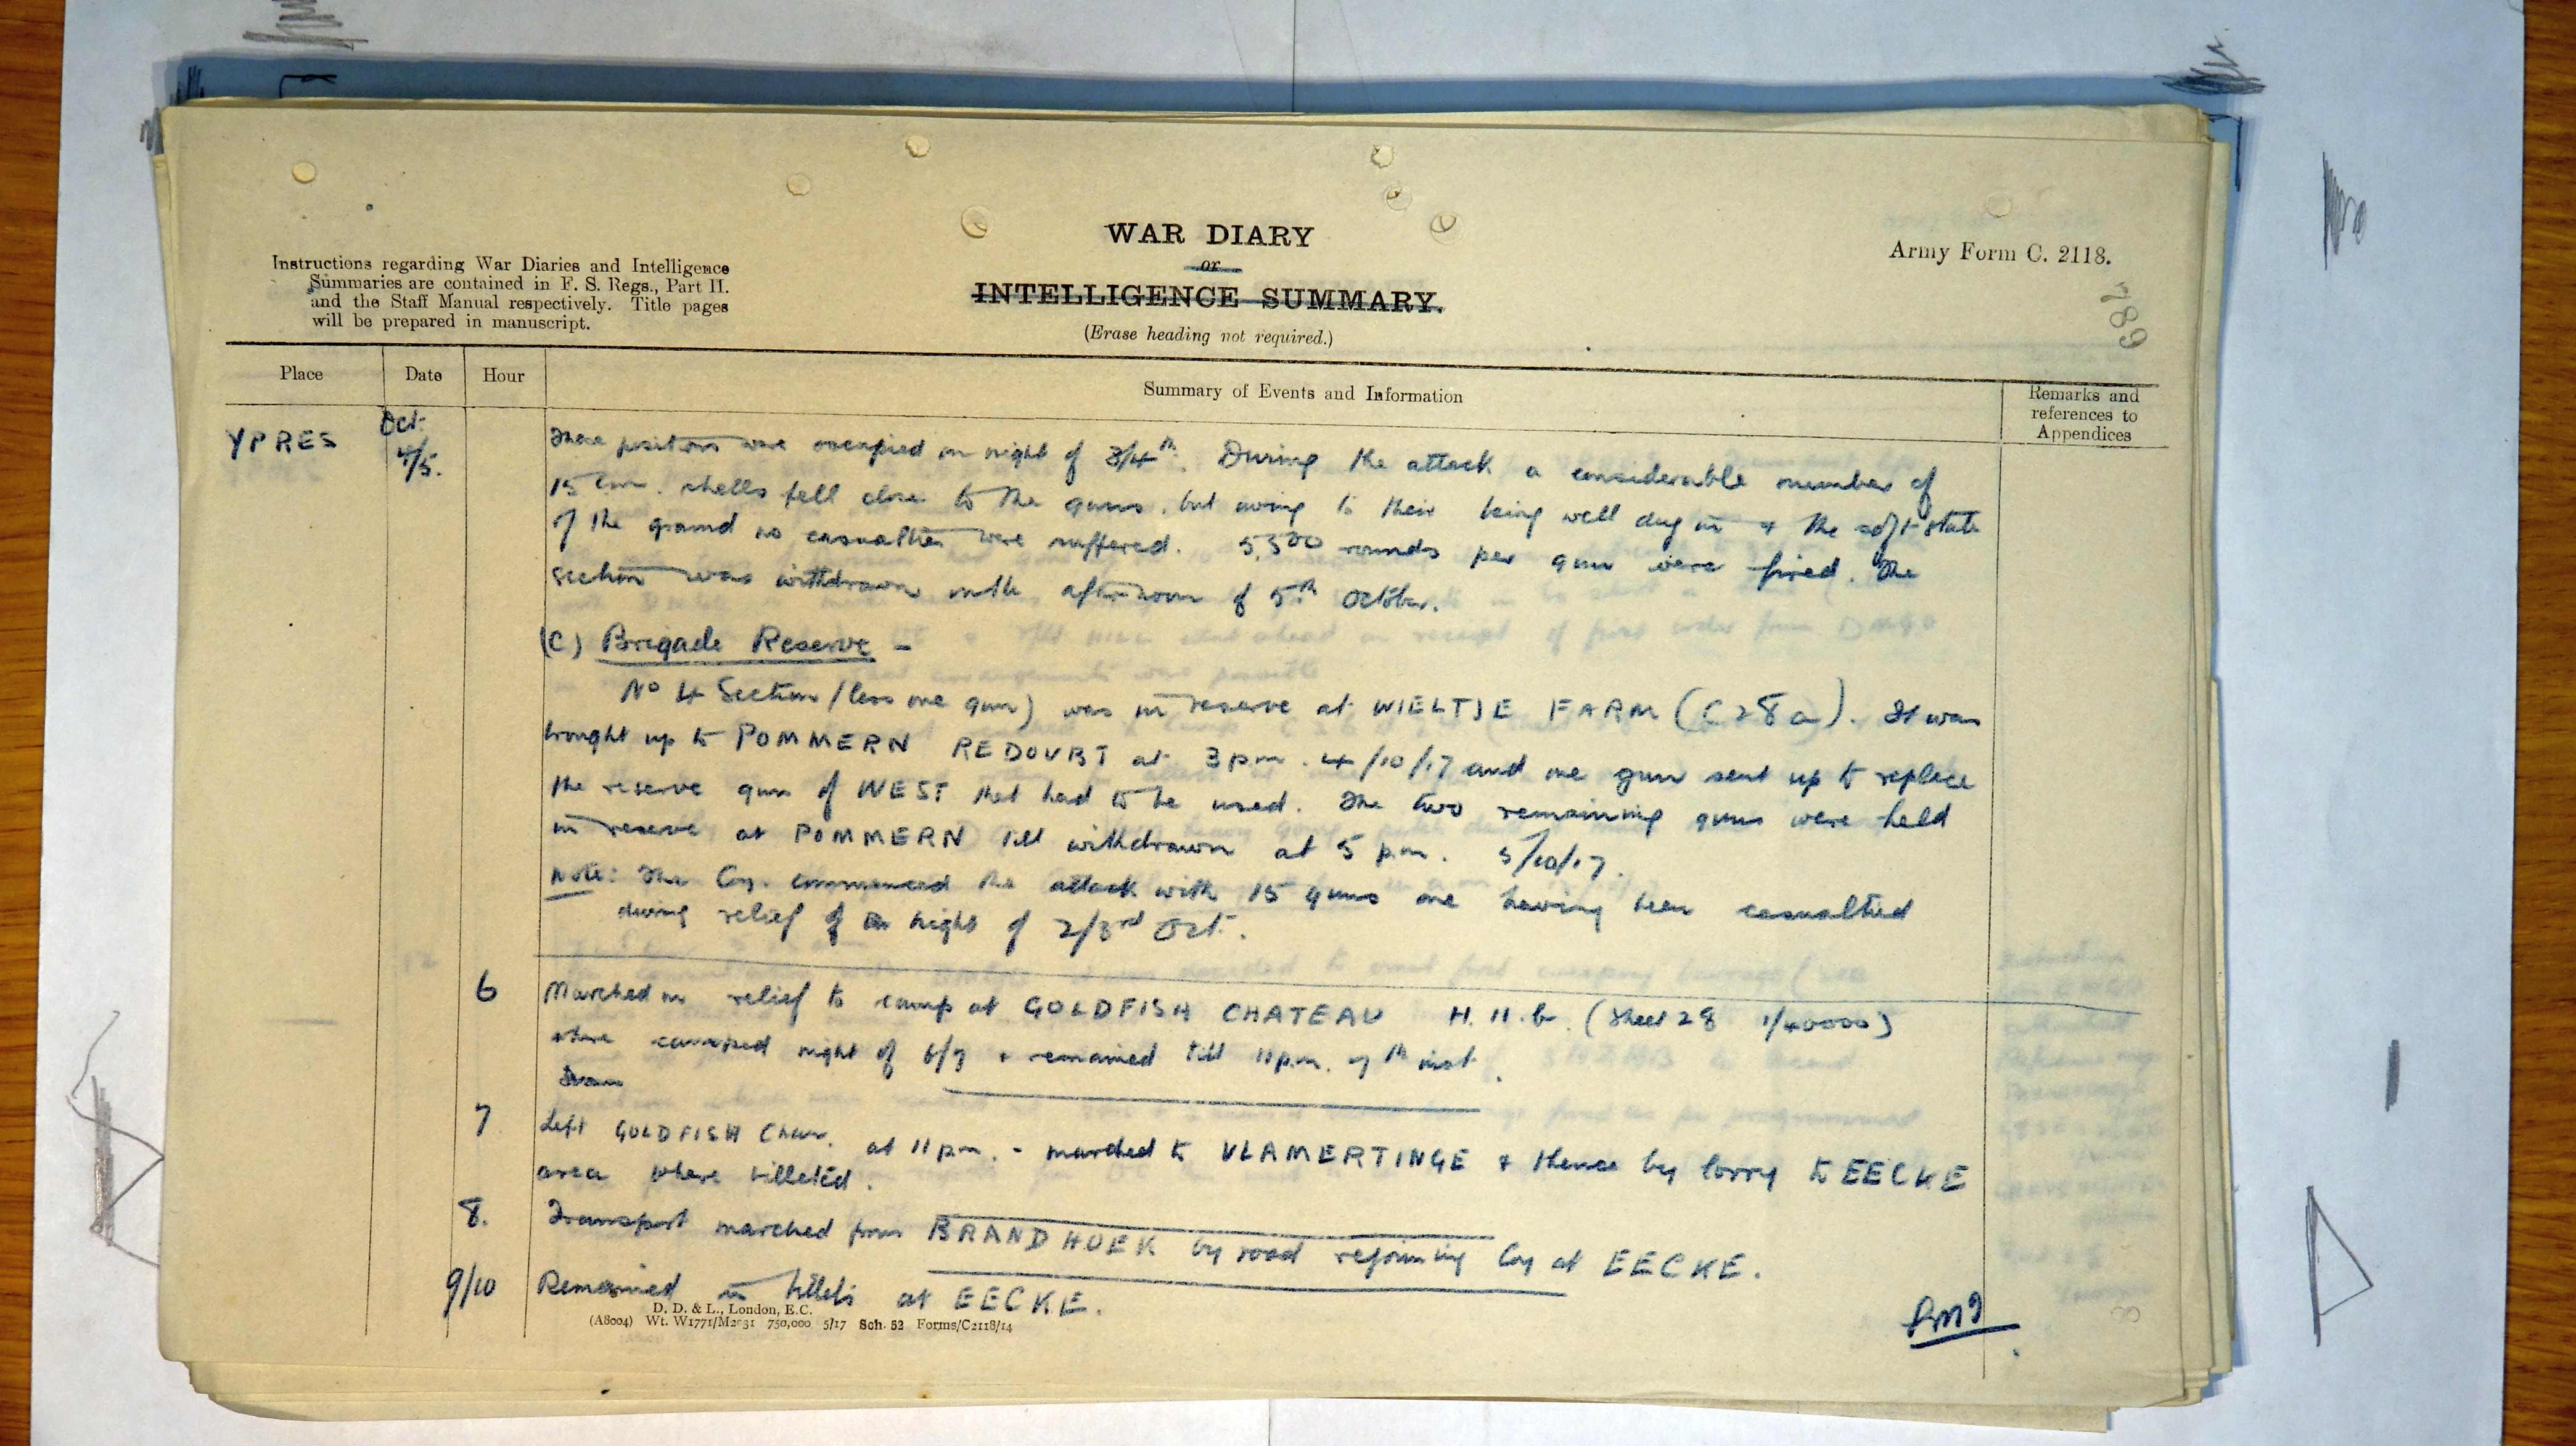 WAR DIARY
or
INTELLIGENCE SUMMARY.
(Erase heading not required.)
Army Form C. 2118.
789
Instructions regarding War Diaries and Intelligence
Summaries are contained in F. S. Regs., Part II.
and the Staff Manual respectively. Title pages
will be prepared in manuscript.
Place Date Hour Summary of Events and Information Remarks and references to Appendices
YPRES Oct. 4/5.
These positions were occupied on night of 3/4th. During the attack a considerable number of
15 cm. shells fell close to the guns, but owing to their being well dug in & the soft state
of the ground no casualties were suffered. 5,500 rounds per gun were fired. The
section was withdrawn on the afternoon of 5th October.
(C) Brigade Reserve -
No 4 Section (less one gun) was in reserve at WIELTJE FARM (C 28 a). It was
brought up to POMMERN REDOUBT at 3 pm. 4/10/17 and one gun sent up to replace
the reserve gun of WEST that had to be used. The two remaining guns were held
in reserve at POMMERN till withdrawn at 5 p.m. 5/10/17.
Note: The Coy. commenced the attack with 15 guns one having been casualtied
during relief of night of 2/3rd Oct.
6 Marched on relief to camp at GOLDFISH CHATEAU H. 11. b. (Sheet 28 1/40000)
where camped night of 6/7 & remained till 11 p.m. 7th inst.
7. Left GOLDFISH Chau. at 11 pm. - marched to VLAMERTINGE & thence by lorry to EECKE
area where billeted.
8. Transport marched from BRANDHOEK by road rejoining Coy at EECKE.
9/10 Remained in billets at EECKE.
D. D. & L., London, E.C.
(A8004) Wt. W1771/M2031 750,000 5/17 Sch. 52 Forms/C2118/14